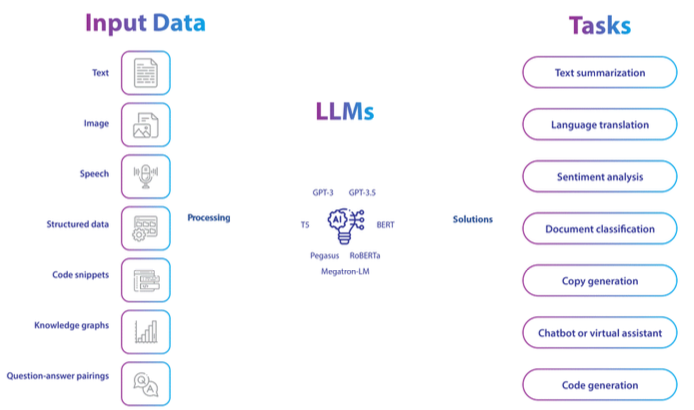 Input Data
Text
Image
Speech
Structured data
Code snippets
Knowledge graphs
Question-answer pairings
Q
A
Processing
LLMs
GPT-3 GPT-3.5
T5 AI BERT
Pegasus RoBERTa
Megatron-LM
Solutions
Tasks
Text summarization
Language translation
Sentiment analysis
Document classification
Copy generation
Chatbot or virtual assistant
Code generation